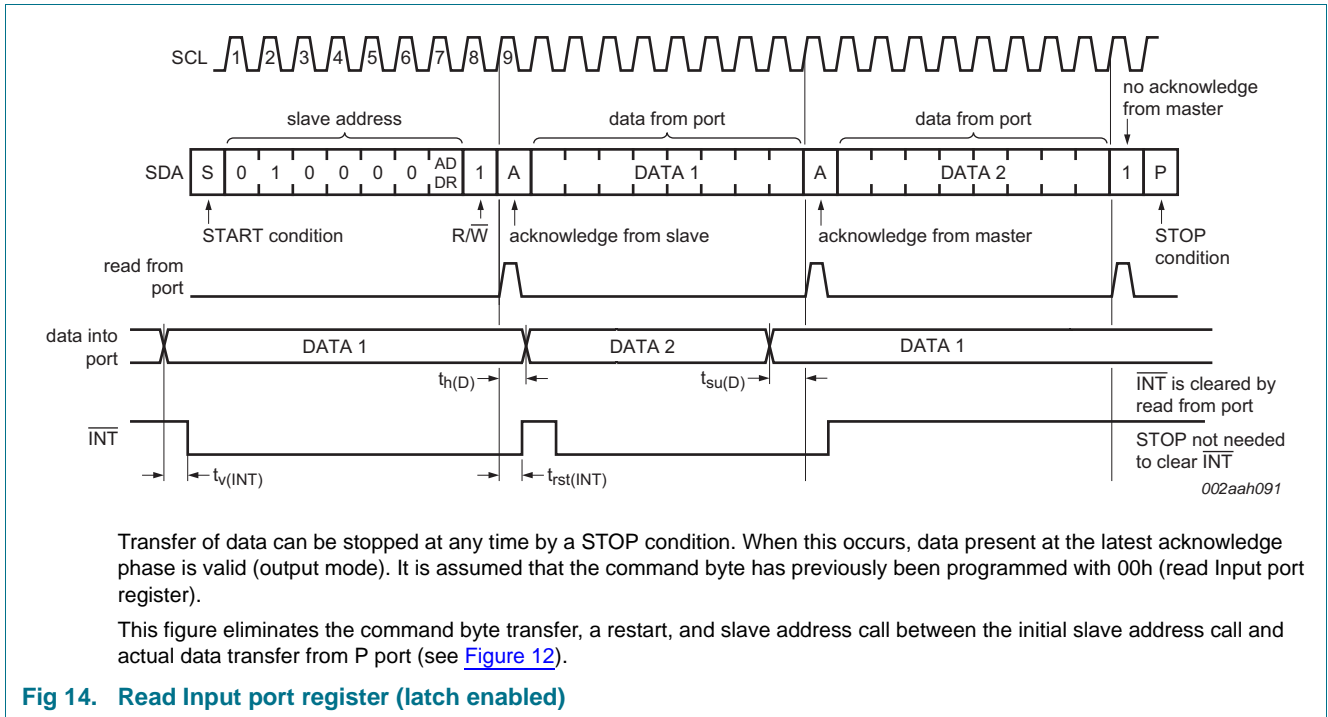 SCL 1 2 3 4 5 6 7 8 9
no acknowledge
from master
slave address data from port data from port
SDA S 0 1 0 0 0 0 AD DR 1 A DATA 1 A DATA 2 1 P
START condition R/W acknowledge from slave acknowledge from master STOP
condition
read from
port
data into
port
DATA 1 DATA 2 DATA 1
th(D) tsu(D)
INT is cleared by
read from port
INT
STOP not needed
to clear INT
tv(INT) trst(INT)
002aah091
Transfer of data can be stopped at any time by a STOP condition. When this occurs, data present at the latest acknowledge
phase is valid (output mode). It is assumed that the command byte has previously been programmed with 00h (read Input port
register).
This figure eliminates the command byte transfer, a restart, and slave address call between the initial slave address call and
actual data transfer from P port (see Figure 12).
Fig 14. Read Input port register (latch enabled)